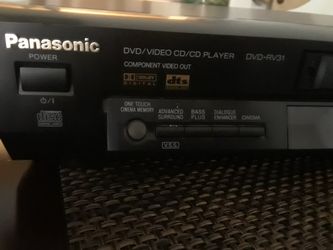 Panasonic
DVD/VIDEO CD/CD PLAYER DVD-RV31
POWER
COMPONENT VIDEO OUT
DOLBY
DIGITAL
dts
⏻/I
ONE TOUCH
CINEMA MEMORY
ADVANCED
SURROUND
BASS
PLUS
DIALOGUE
ENHANCER
CINEMA
V.S.S.